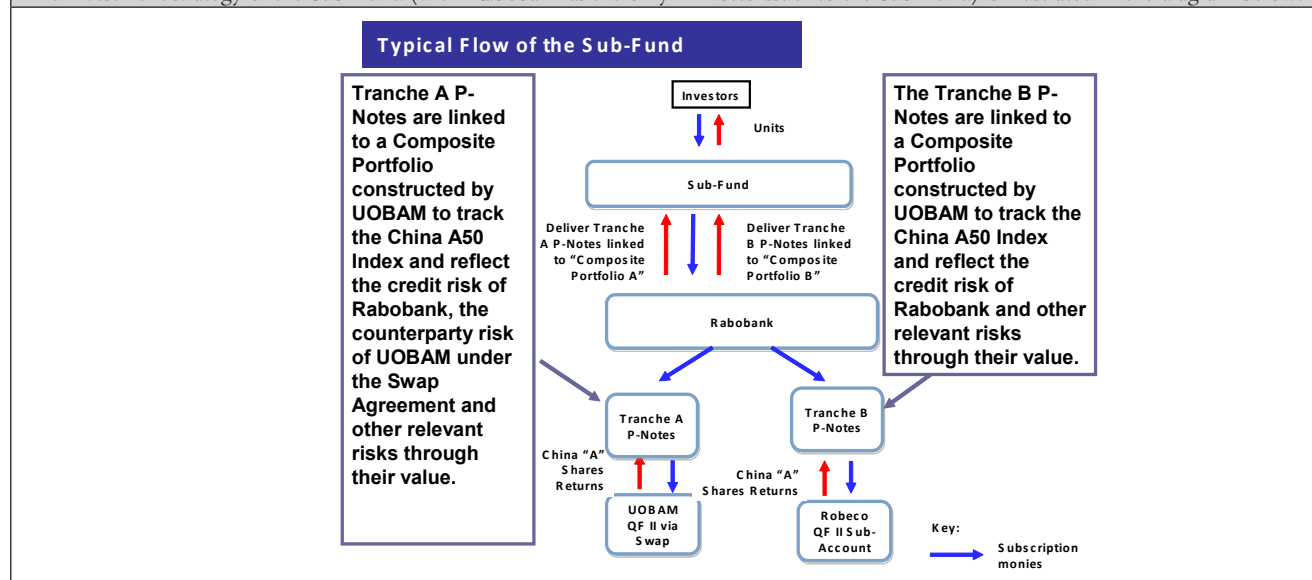 Typical Flow of the Sub-Fund
Tranche A P-
Notes are linked
to a Composite
Portfolio
constructed by
UOBAM to track
the China A50
Index and reflect
the credit risk of
Rabobank, the
counterparty risk
of UOBAM under
the Swap
Agreement and
other relevant
risks through
their value.
Investors
Units
Sub-Fund
Deliver Tranche
A P-Notes linked
to “Composite
Portfolio A”
Deliver Tranche
B P-Notes linked
to “Composite
Portfolio B”
Rabobank
The Tranche B P-
Notes are linked to
a Composite
Portfolio
constructed by
UOBAM to track the
China A50 Index
and reflect the
credit risk of
Rabobank and other
relevant risks
through their value.
Tranche A
P-Notes
Tranche B
P-Notes
China “A”
Shares
Returns
China “A”
Shares Returns
UOBAM
QF II via
Swap
Robeco
QF II Sub-
Account
Key:
Subscription
monies